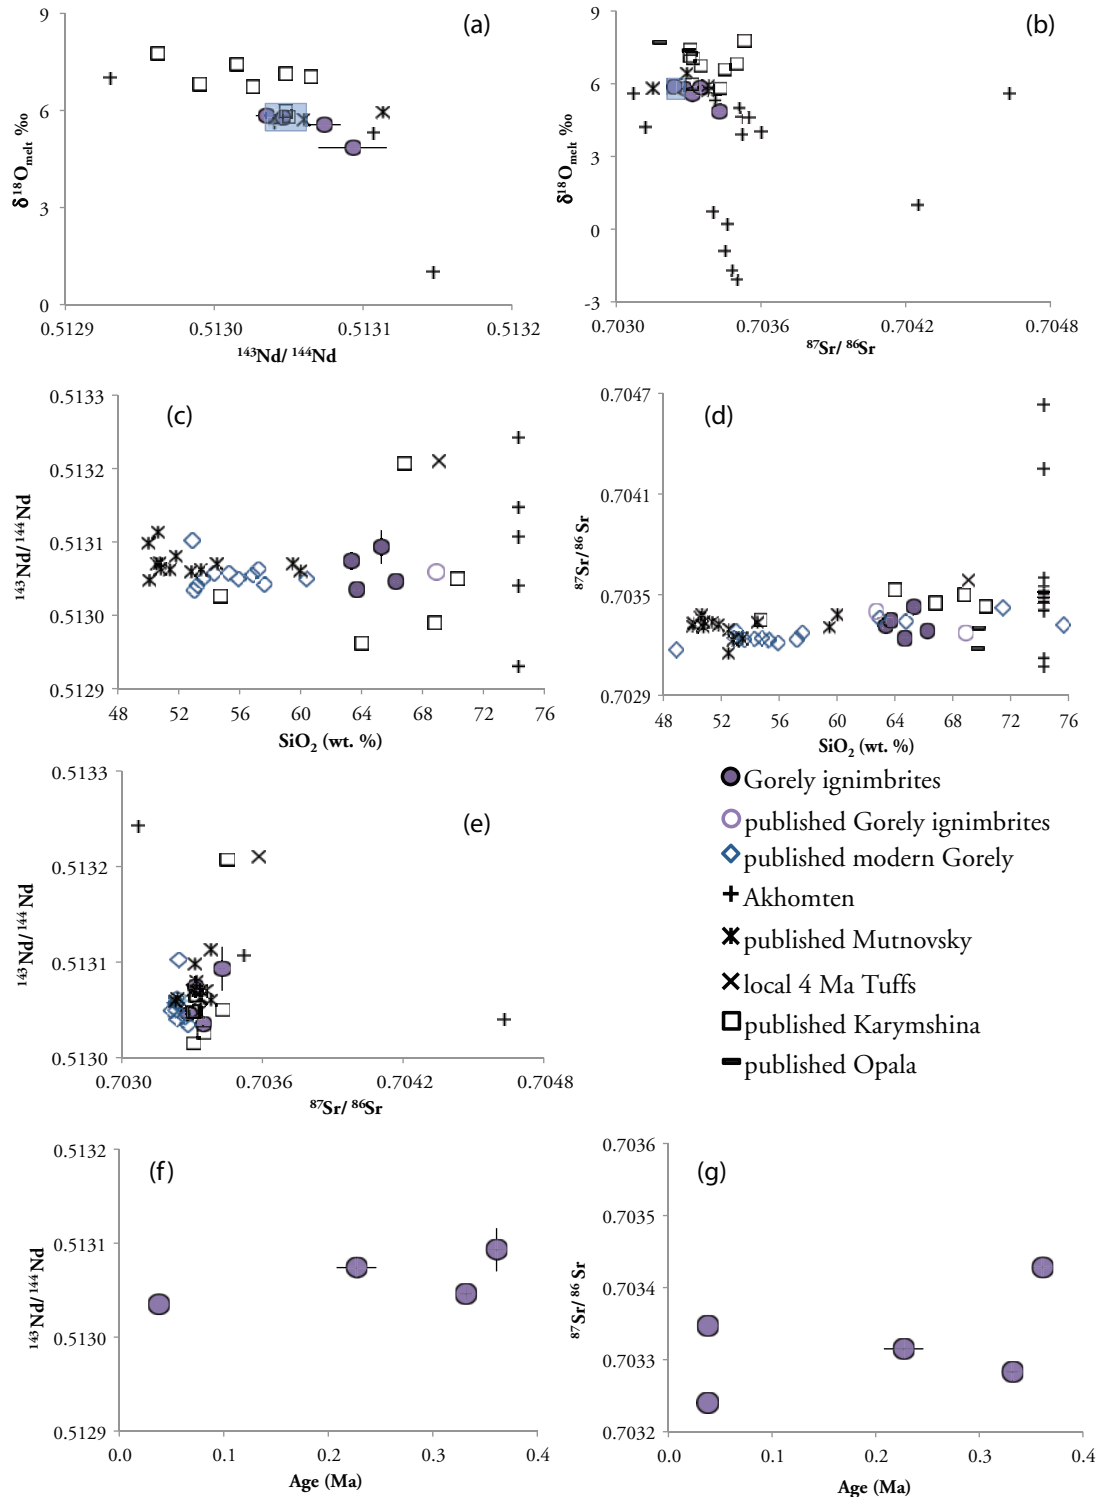 (a)
9
6
3
0
δ¹⁸Oₘₑₗₜ ‰
0.5129 0.5130 0.5131 0.5132
¹⁴³Nd/ ¹⁴⁴Nd
(b)
9
6
3
0
-3
δ¹⁸Oₘₑₗₜ ‰
0.7030 0.7036 0.7042 0.7048
⁸⁷Sr/ ⁸⁶Sr
(c)
0.5133
0.5132
0.5131
0.5130
0.5129
¹⁴³Nd/ ¹⁴⁴Nd
48 52 56 60 64 68 72 76
SiO₂ (wt. %)
(d)
0.7047
0.7041
0.7035
0.7029
⁸⁷Sr/ ⁸⁶ Sr
48 52 56 60 64 68 72 76
SiO₂ (wt. %)
(e)
0.5133
0.5132
0.5131
0.5130
¹⁴³Nd/ ¹⁴⁴ Nd
0.7030 0.7036 0.7042 0.7048
⁸⁷Sr/ ⁸⁶Sr
Gorely ignimbrites
published Gorely ignimbrites
published modern Gorely
Akhomten
published Mutnovsky
local 4 Ma Tuffs
published Karymshina
published Opala
(f)
0.5132
0.5131
0.5130
0.5129
¹⁴³Nd/ ¹⁴⁴Nd
0.0 0.1 0.2 0.3 0.4
Age (Ma)
(g)
0.7036
0.7035
0.7034
0.7033
0.7032
⁸⁷Sr/ ⁸⁶ Sr
0.0 0.1 0.2 0.3 0.4
Age (Ma)